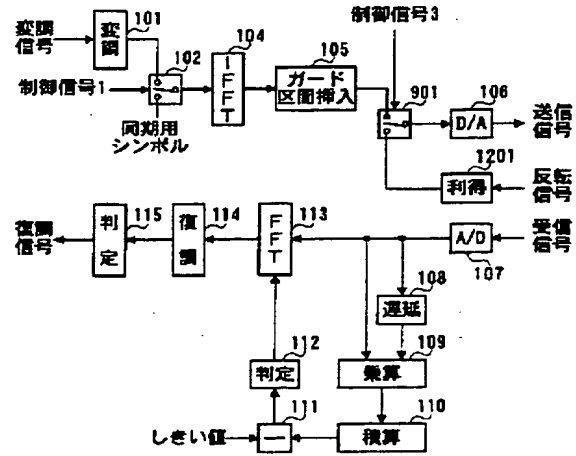 変調
信号
変調
101
制御信号1
102
同期用
シンボル
IFFT
104
ガード
区間挿入
105
制御信号3
901
D/A
106
送信
信号
1201
利得
反転
信号
復調
信号
判定
115
復調
114
FFT
113
A/D
107
受信
信号
108
遅延
112
判定
109
乗算
しきい値
111
110
積算